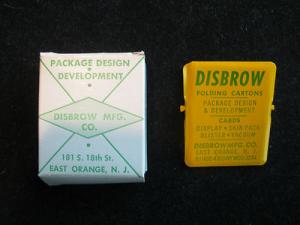 PACKAGE DESIGN
DEVELOPMENT
DISBROW MFG.
CO.
181 S. 18th St.
EAST ORANGE, N. J.
DISBROW
FOLDING CARTONS
PACKAGE DESIGN
& DEVELOPMENT
CARDS
DISPLAY • SKIN PACK
BLISTER • VACUUM
DISBROW MFG. CO.
EAST ORANGE, N. J.